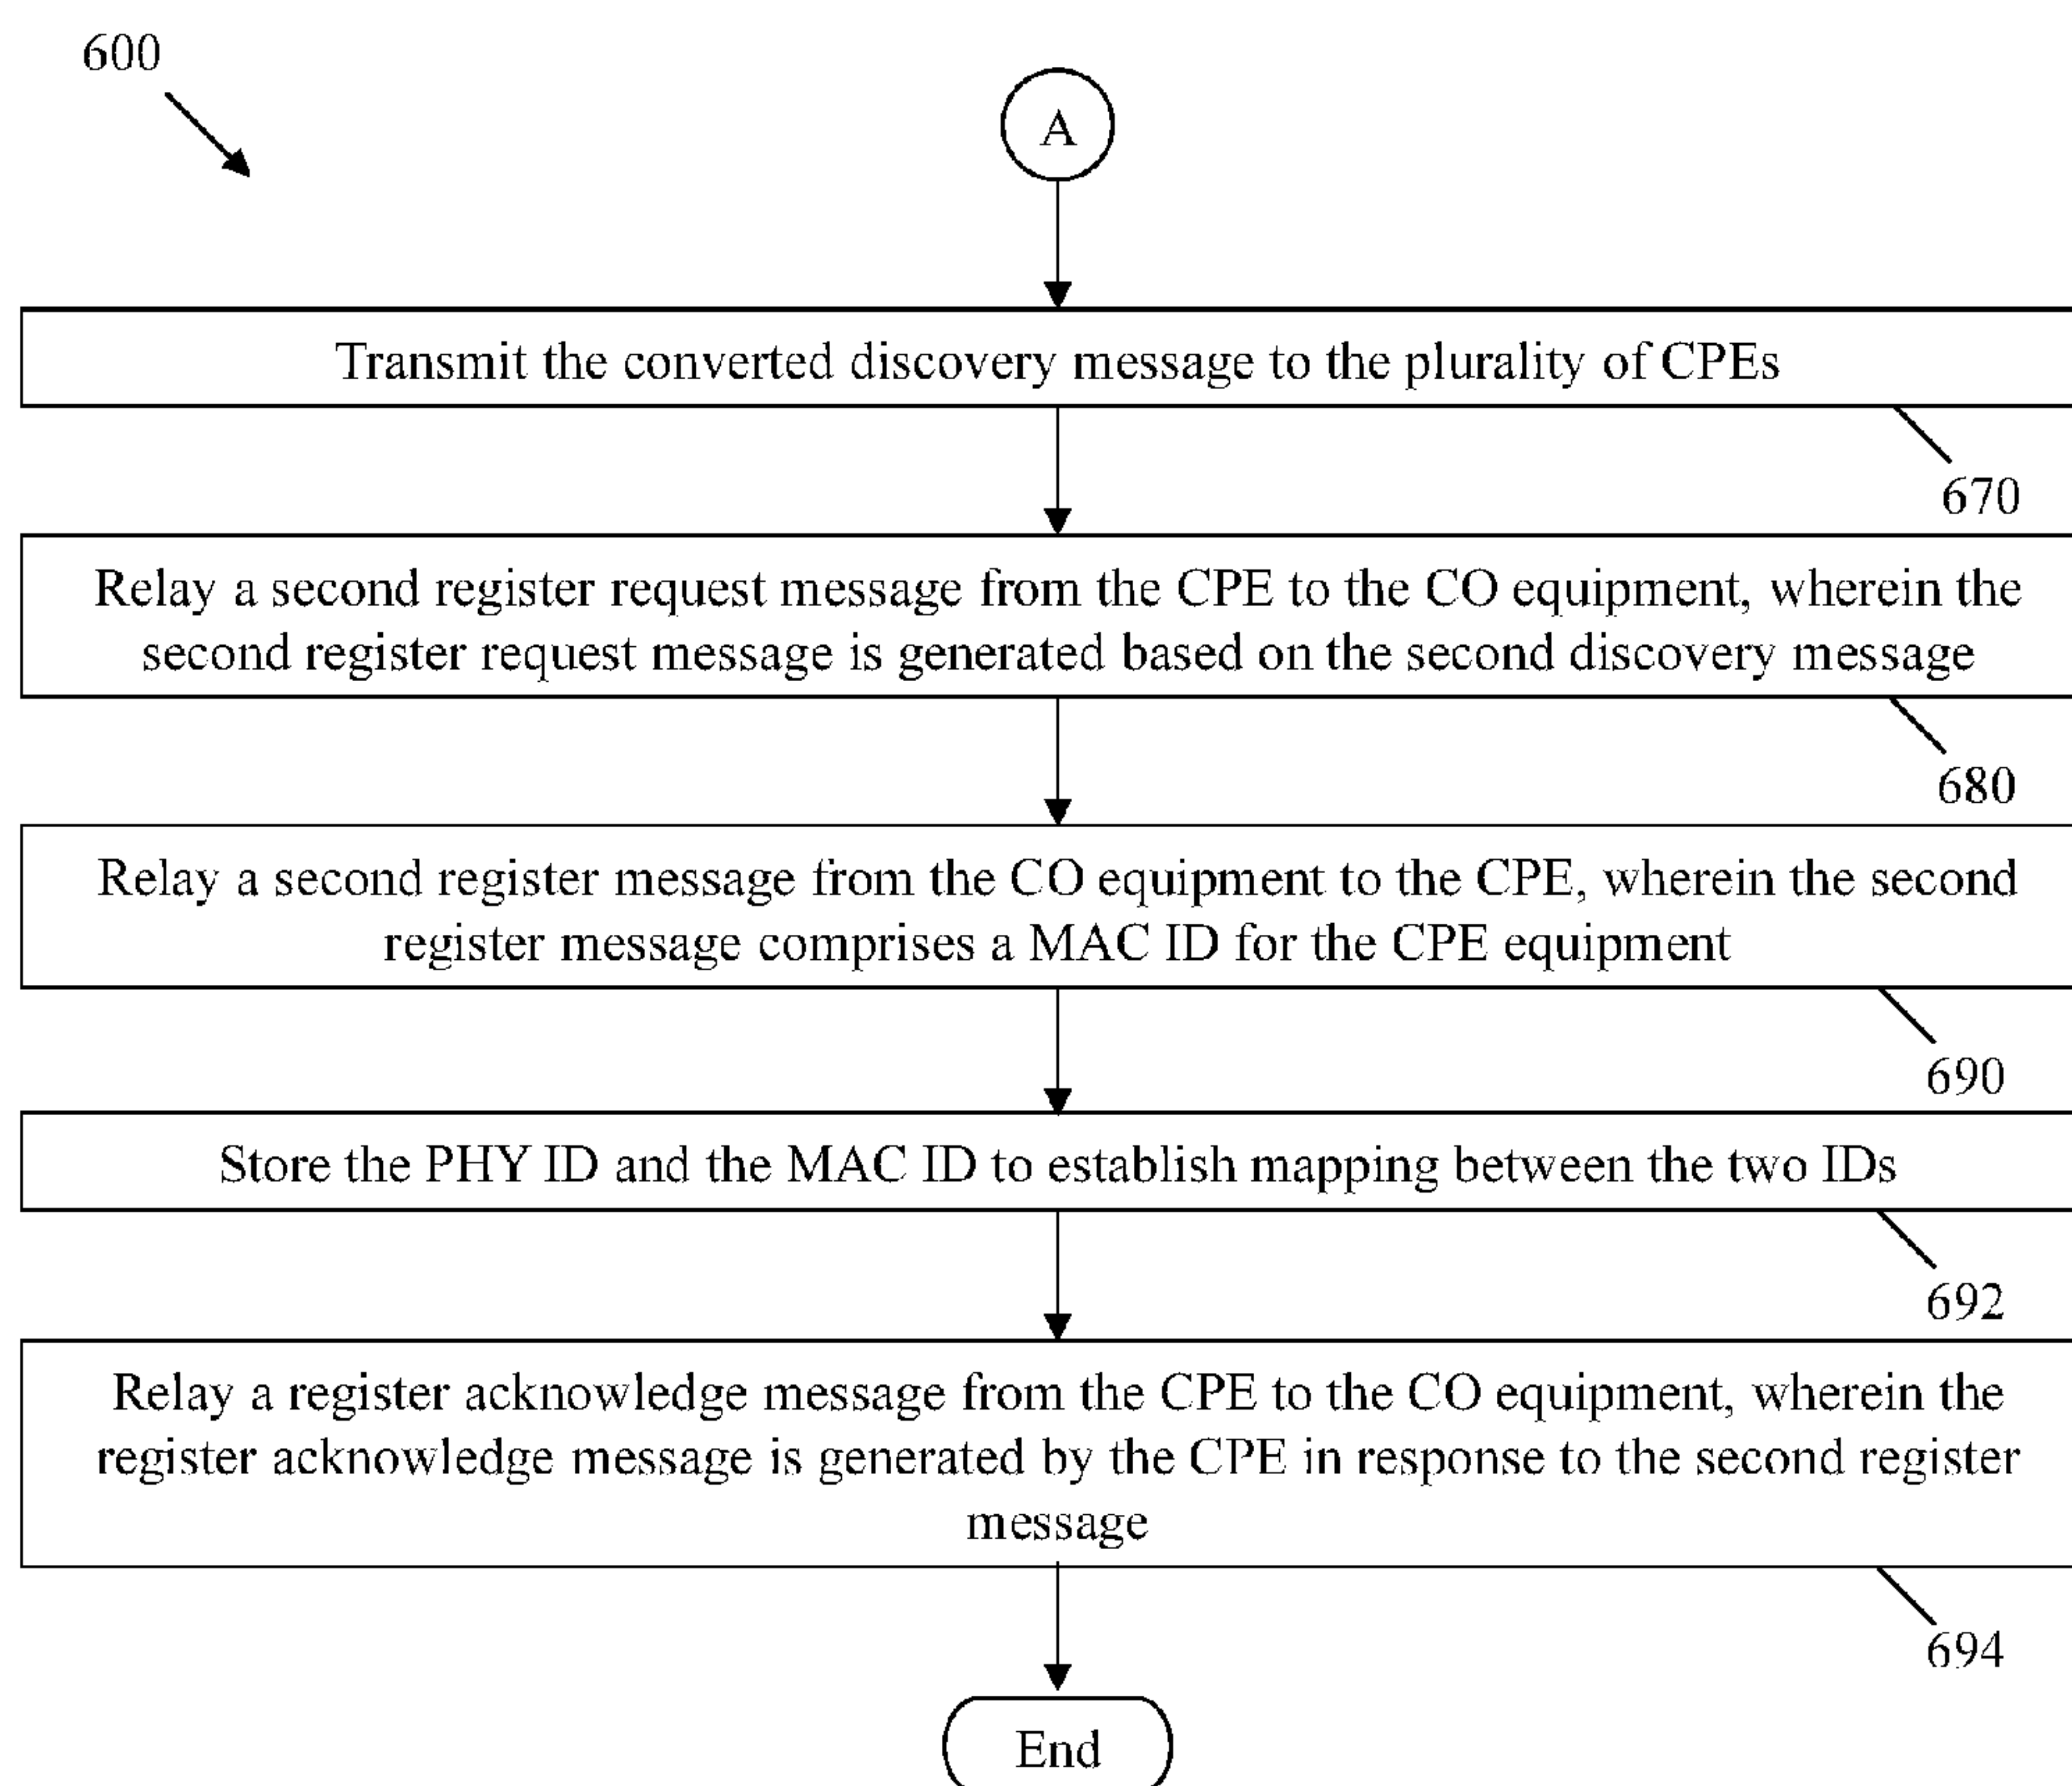 600
A
Transmit the converted discovery message to the plurality of CPEs
670
Relay a second register request message from the CPE to the CO equipment, wherein the
second register request message is generated based on the second discovery message
680
Relay a second register message from the CO equipment to the CPE, wherein the second
register message comprises a MAC ID for the CPE equipment
690
Store the PHY ID and the MAC ID to establish mapping between the two IDs
692
Relay a register acknowledge message from the CPE to the CO equipment, wherein the
register acknowledge message is generated by the CPE in response to the second register
message
694
End